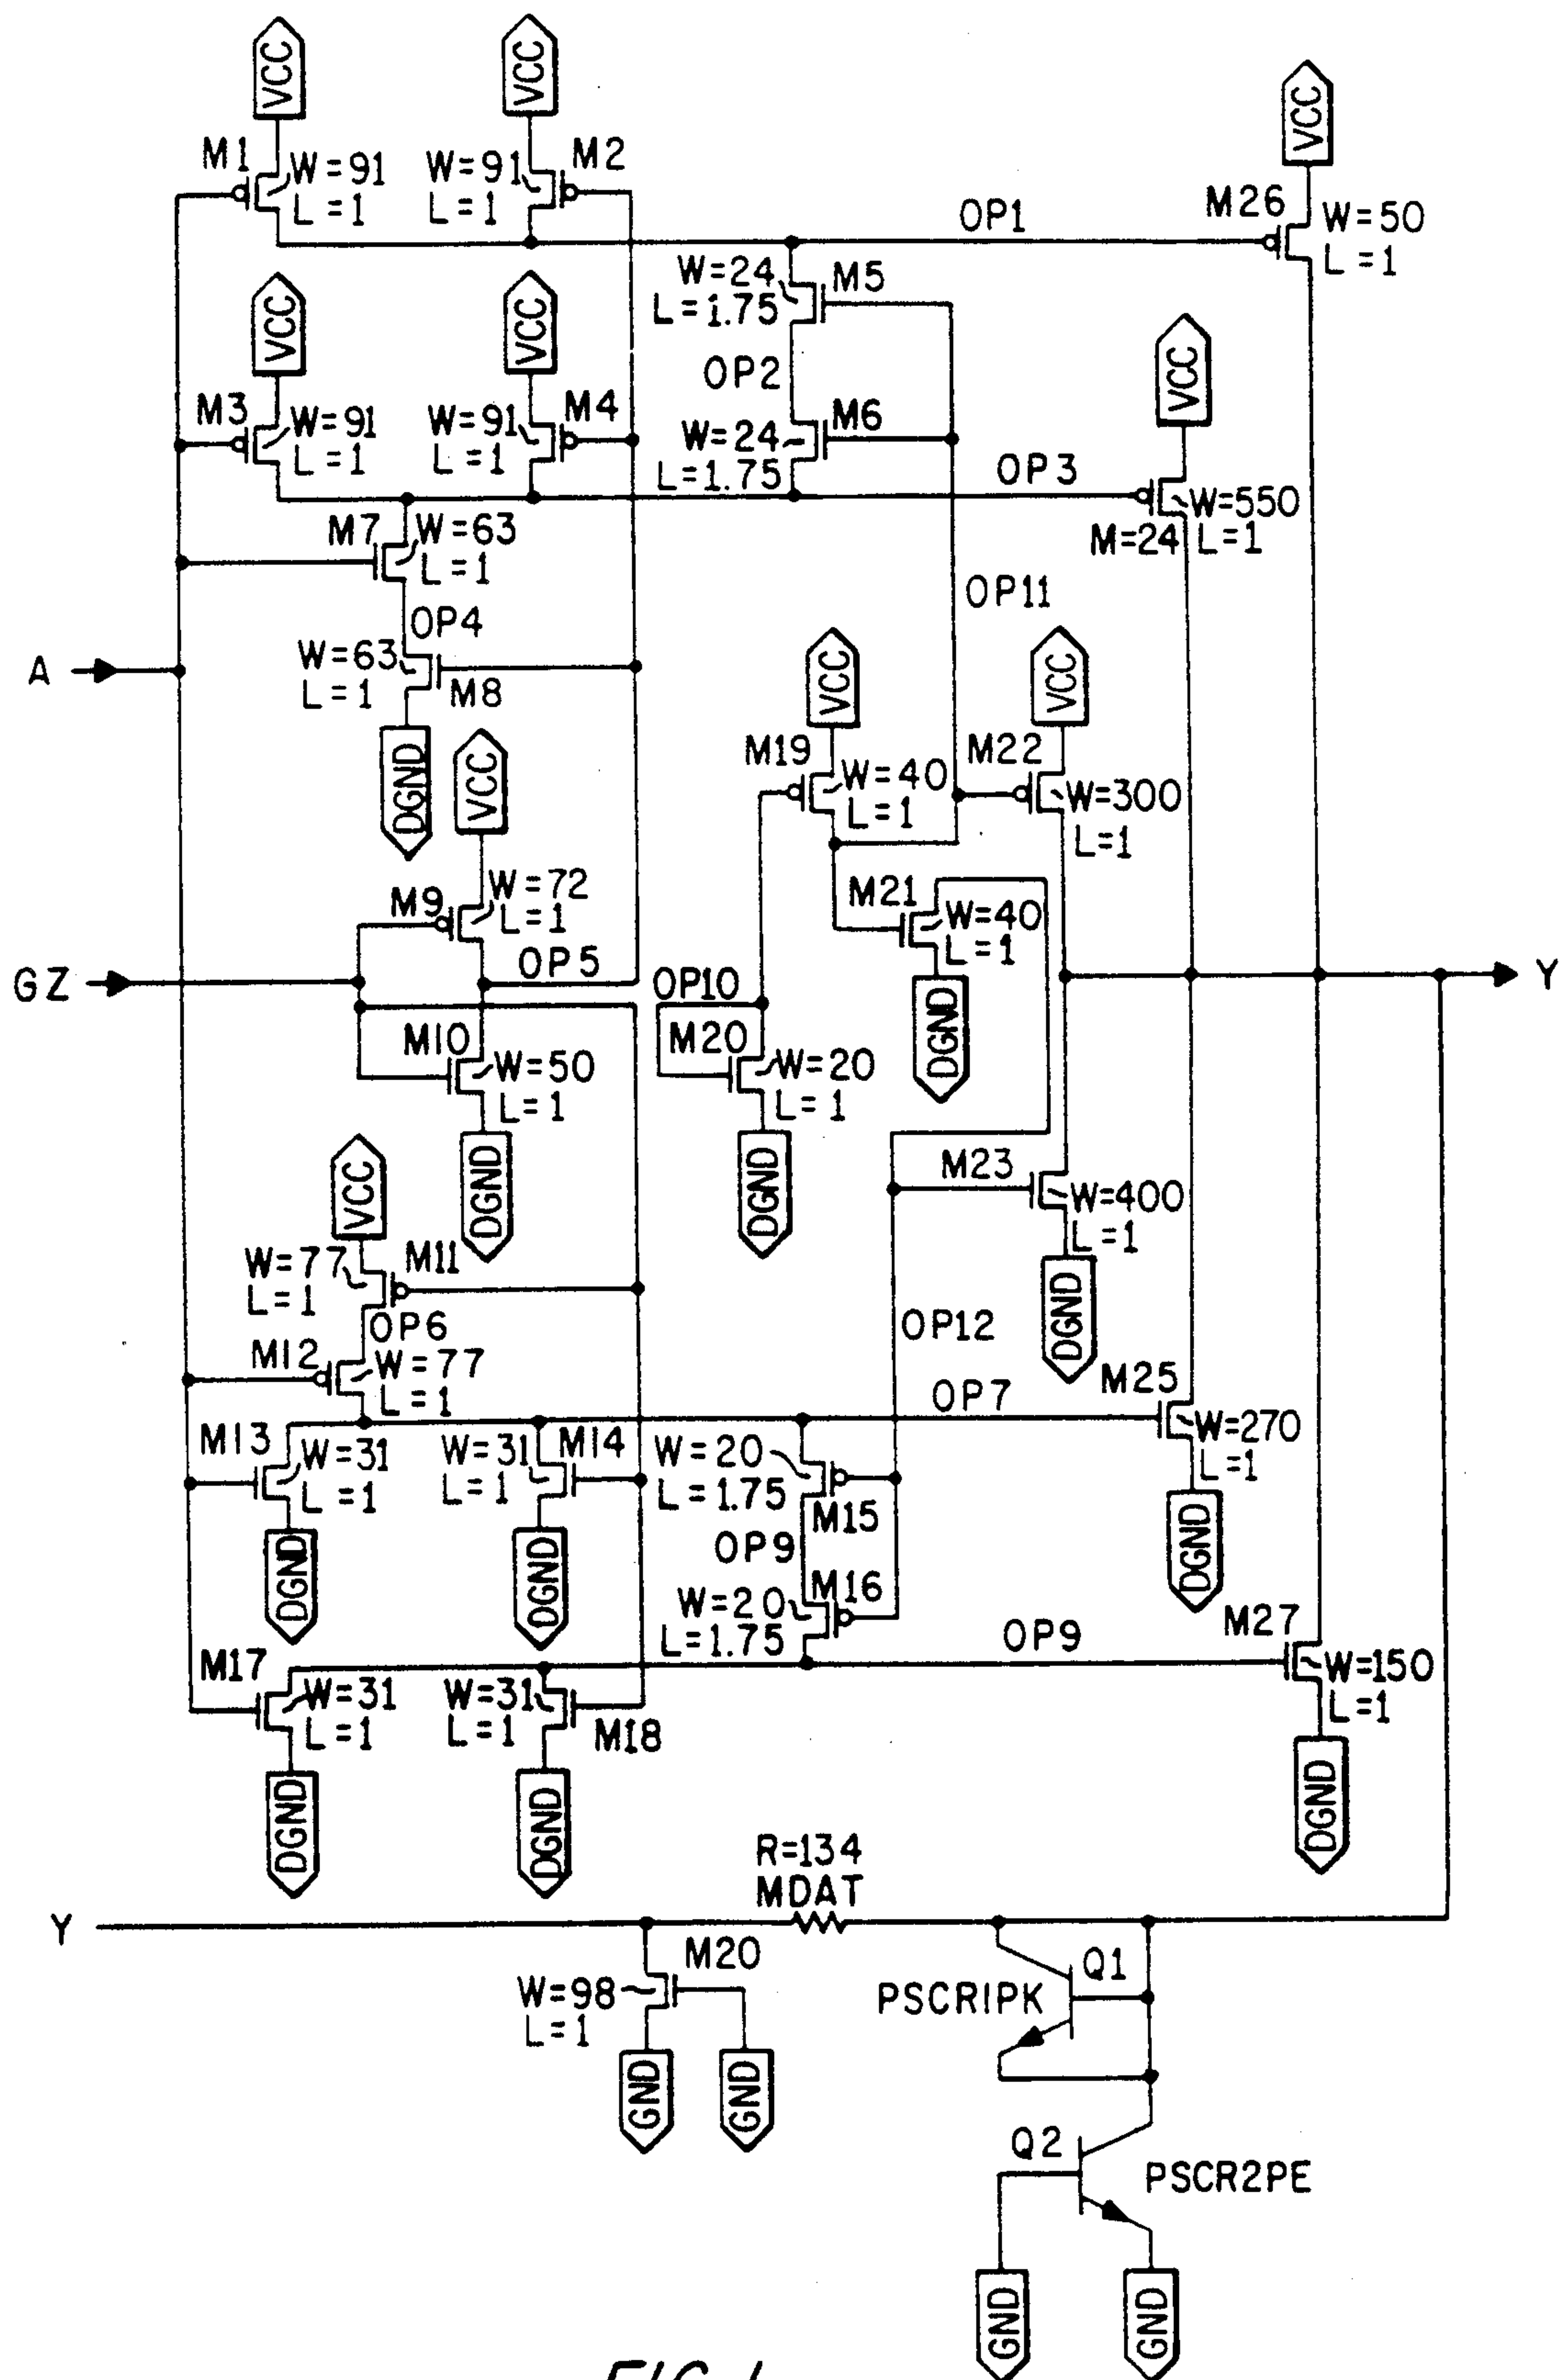 VCC
VCC
VCC
M1
W=91
L=1
W=91
L=1
M2
OP1
M26
W=50
L=1
VCC
VCC
W=24
L=1.75
M5
VCC
OP2
M3
W=91
L=1
W=91
L=1
M4
W=24
L=1.75
M6
OP3
W=550
M=24
L=1
M7
W=63
L=1
OP11
OP4
A
W=63
L=1
M8
DGND
VCC
VCC
VCC
M19
W=40
L=1
M22
W=300
L=1
M9
W=72
L=1
M21
W=40
L=1
GZ
OP5
OP10
DGND
Y
M10
W=50
L=1
M20
W=20
L=1
DGND
DGND
VCC
M23
W=400
L=1
W=77
L=1
M11
DGND
OP6
OP12
M12
W=77
L=1
OP7
M25
W=270
L=1
M13
W=31
L=1
W=31
L=1
M14
W=20
L=1.75
M15
DGND
DGND
OP9
DGND
W=20
L=1.75
M16
OP9
M27
W=150
L=1
M17
W=31
L=1
W=31
L=1
M18
DGND
DGND
DGND
R=134
MDAT
Y
M20
W=98
L=1
Q1
PSCR1PK
GND
GND
Q2
PSCR2PE
GND
GND
FIG. 1